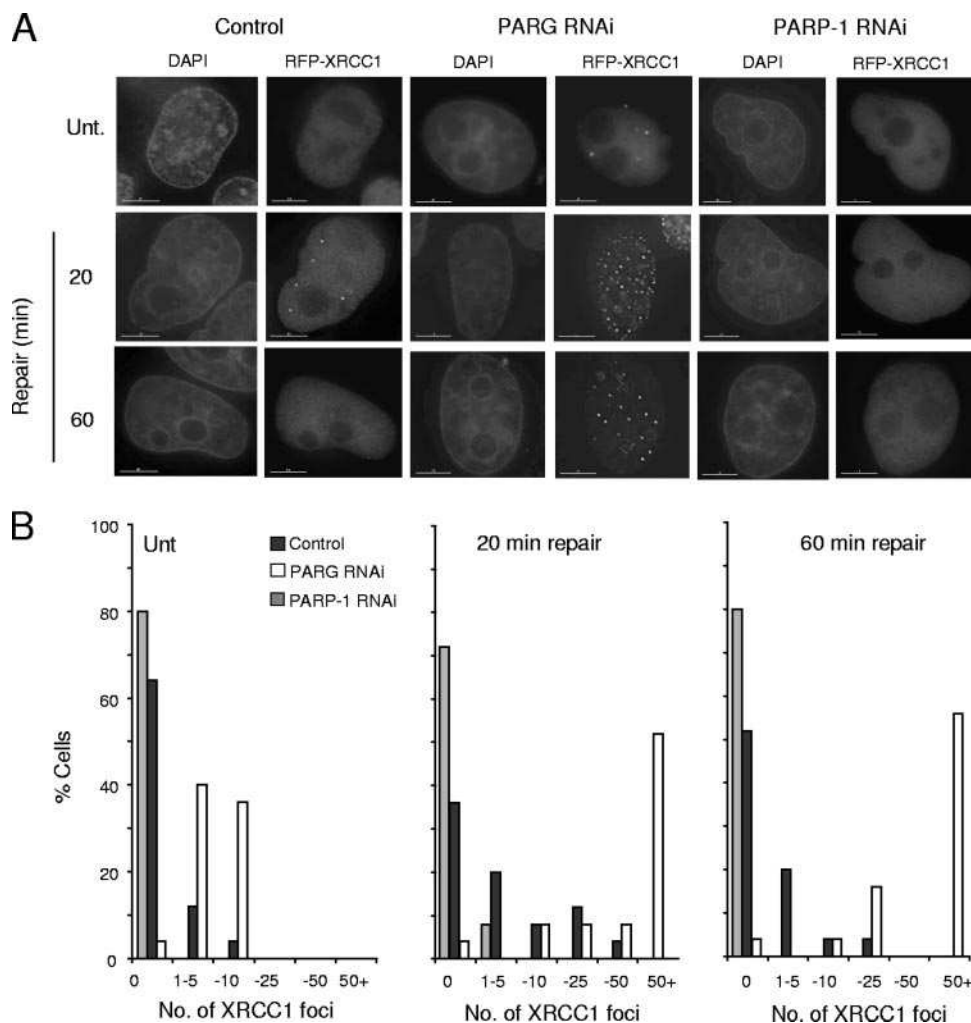 A
Control
PARG RNAi
PARP-1 RNAi
DAPI
RFP-XRCC1
DAPI
RFP-XRCC1
DAPI
RFP-XRCC1
Unt.
20
60
Repair (min)
B
Unt
Control
PARG RNAi
PARP-1 RNAi
20 min repair
60 min repair
100
80
60
40
20
0
% Cells
0 1-5 -10 -25 -50 50+
0 1-5 -10 -25 -50 50+
0 1-5 -10 -25 -50 50+
No. of XRCC1 foci
No. of XRCC1 foci
No. of XRCC1 foci